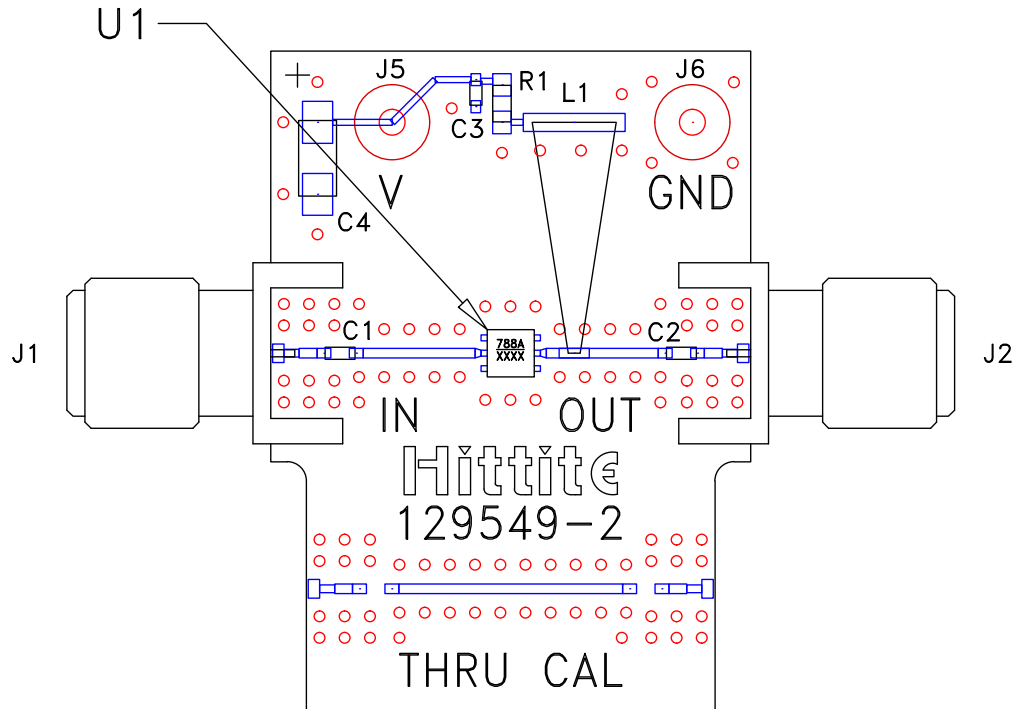 U1
+
J5
R1
L1
J6
C3
V
GND
C4
C1
788A
XXXX
C2
J1
J2
IN
OUT
Hittite
129549-2
THRU CAL